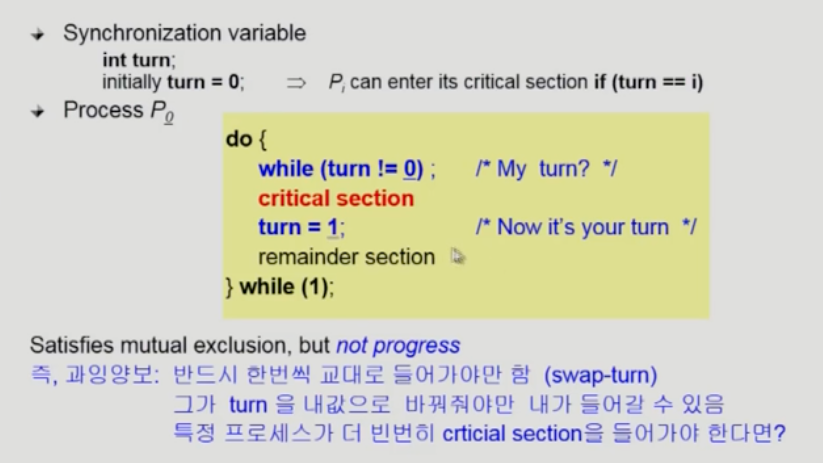 Synchronization variable
int turn;
initially turn = 0; ⇒ Pi can enter its critical section if (turn == i)
Process P0
do {
while (turn != 0) ; /* My turn? */
critical section
turn = 1; /* Now it's your turn */
remainder section
} while (1);
Satisfies mutual exclusion, but not progress
즉, 과잉양보: 반드시 한번씩 교대로 들어가야만 함 (swap-turn)
그가 turn 을 내값으로 바꿔줘야만 내가 들어갈 수 있음
특정 프로세스가 더 빈번히 crticial section을 들어가야 한다면?